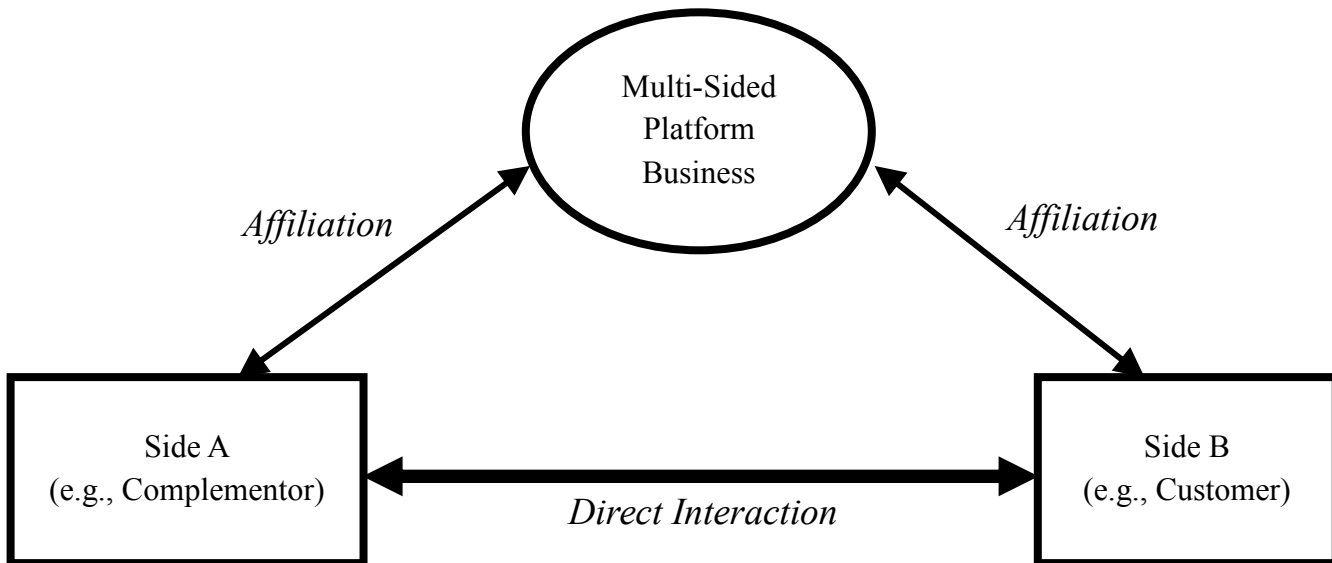 Multi-Sided
Platform
Business
Affiliation
Affiliation
Side A
(e.g., Complementor)
Direct Interaction
Side B
(e.g., Customer)